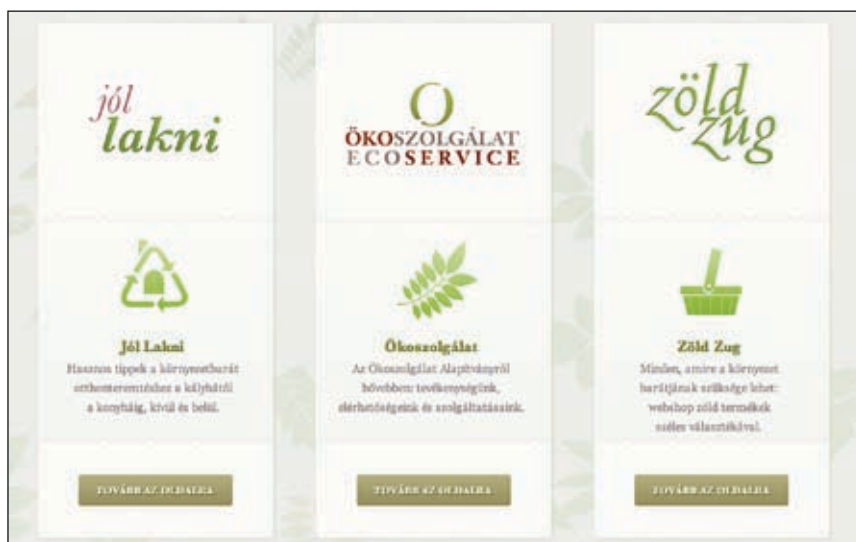 jól
lakni
Jól Lakni
Hasznos tippek a környezetbarát
otthonteremtéshez a kályhától
a konyháig, kívül és belül.
TOVÁBB AZ OLDALRA
ÖKOSZOLGÁLAT
ECOSERVICE
Ökoszolgálat
Az Ökoszolgálat Alapítványról
bővebben: tevékenységünk,
elérhetőségeink és szolgáltatásaink.
TOVÁBB AZ OLDALRA
zöld
zug
Zöld Zug
Minden, amire a környezet
barátjának szüksége lehet:
webshop zöld termékek
széles választékával.
TOVÁBB AZ OLDALRA